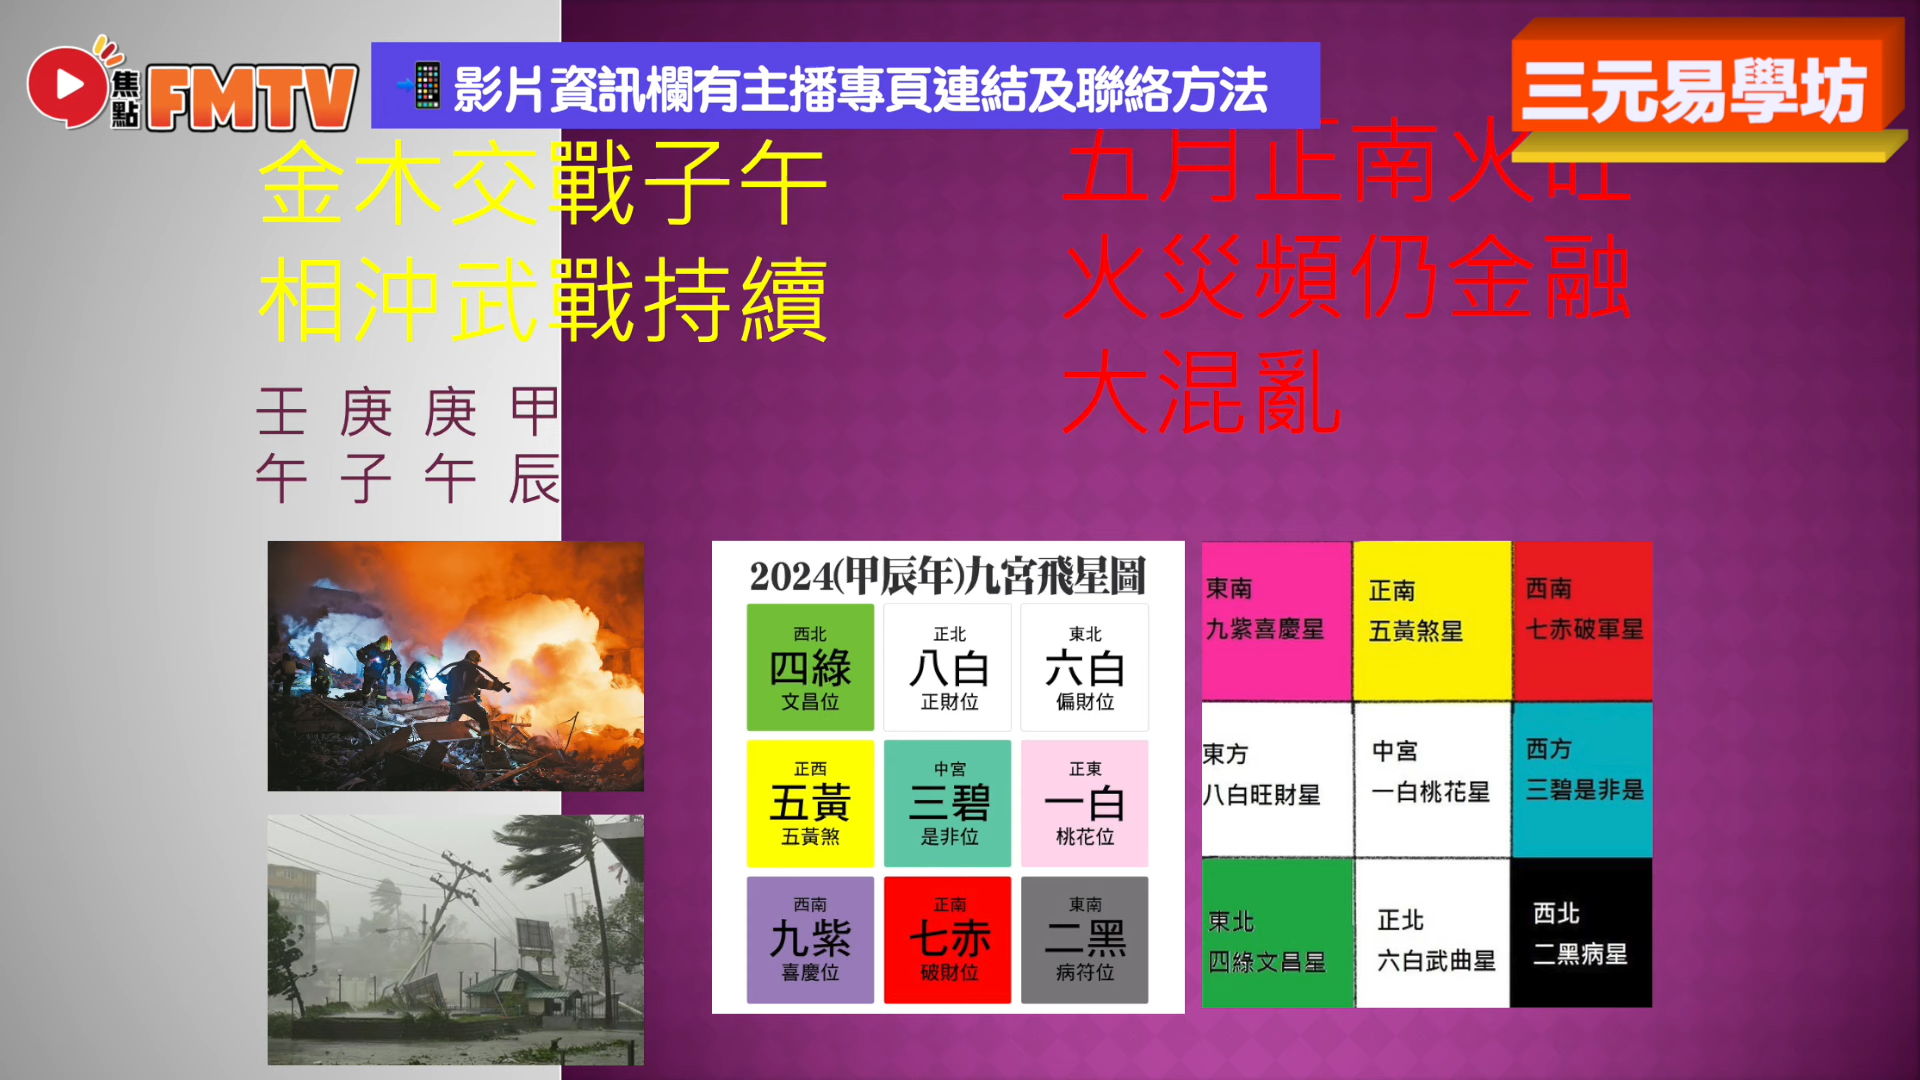 焦點
FMTV
影片資訊欄有主播專頁連結及聯絡方法
三元易學坊
金木交戰子午
相沖武戰持續
壬 庚 庚 甲
午 子 午 辰
五月正南火旺
火災頻仍金融
大混亂
2024(甲辰年)九宮飛星圖
西北 正北 東北
四綠 八白 六白
文昌位 正財位 偏財位
正西 中宮 正東
五黃 三碧 一白
五黃煞 是非位 桃花位
西南 正南 東南
九紫 七赤 二黑
喜慶位 破財位 病符位
東南 正南 西南
九紫喜慶星 五黃煞星 七赤破軍星
東方 中宮 西方
八白旺財星 一白桃花星 三碧是非是
東北 正北 西北
四綠文昌星 六白武曲星 二黑病星